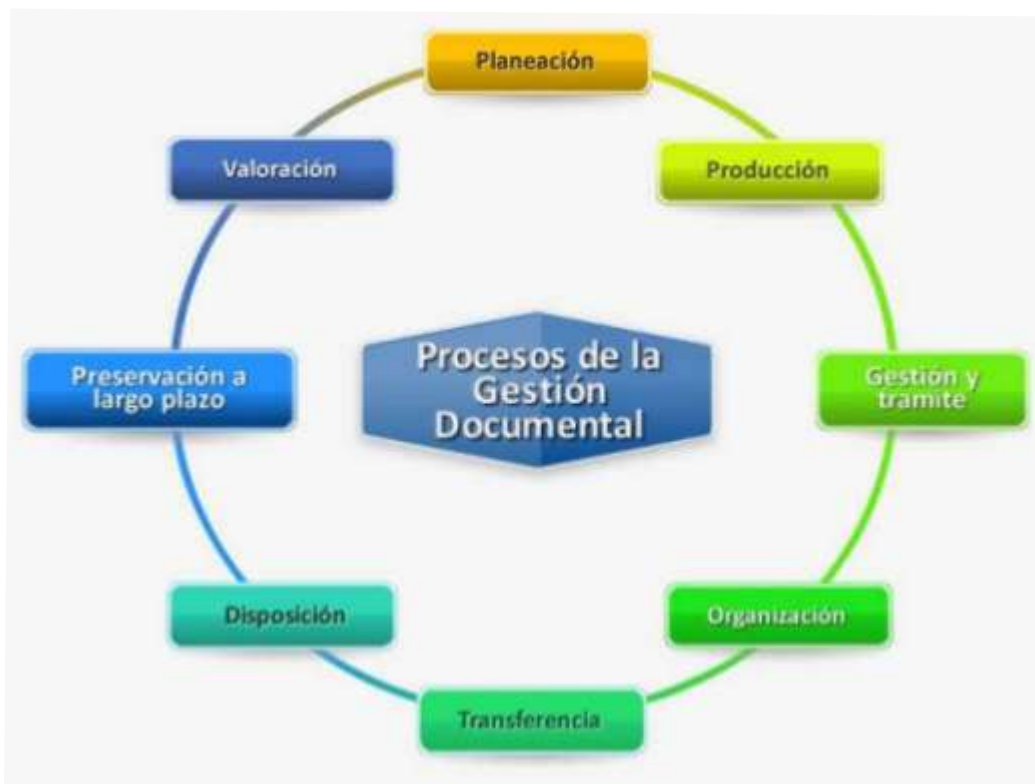 Planeación
Valoración
Producción
Procesos de la
Gestión
Documental
Preservación a
largo plazo
Gestión y
tramite
Disposición
Organización
Transferencia